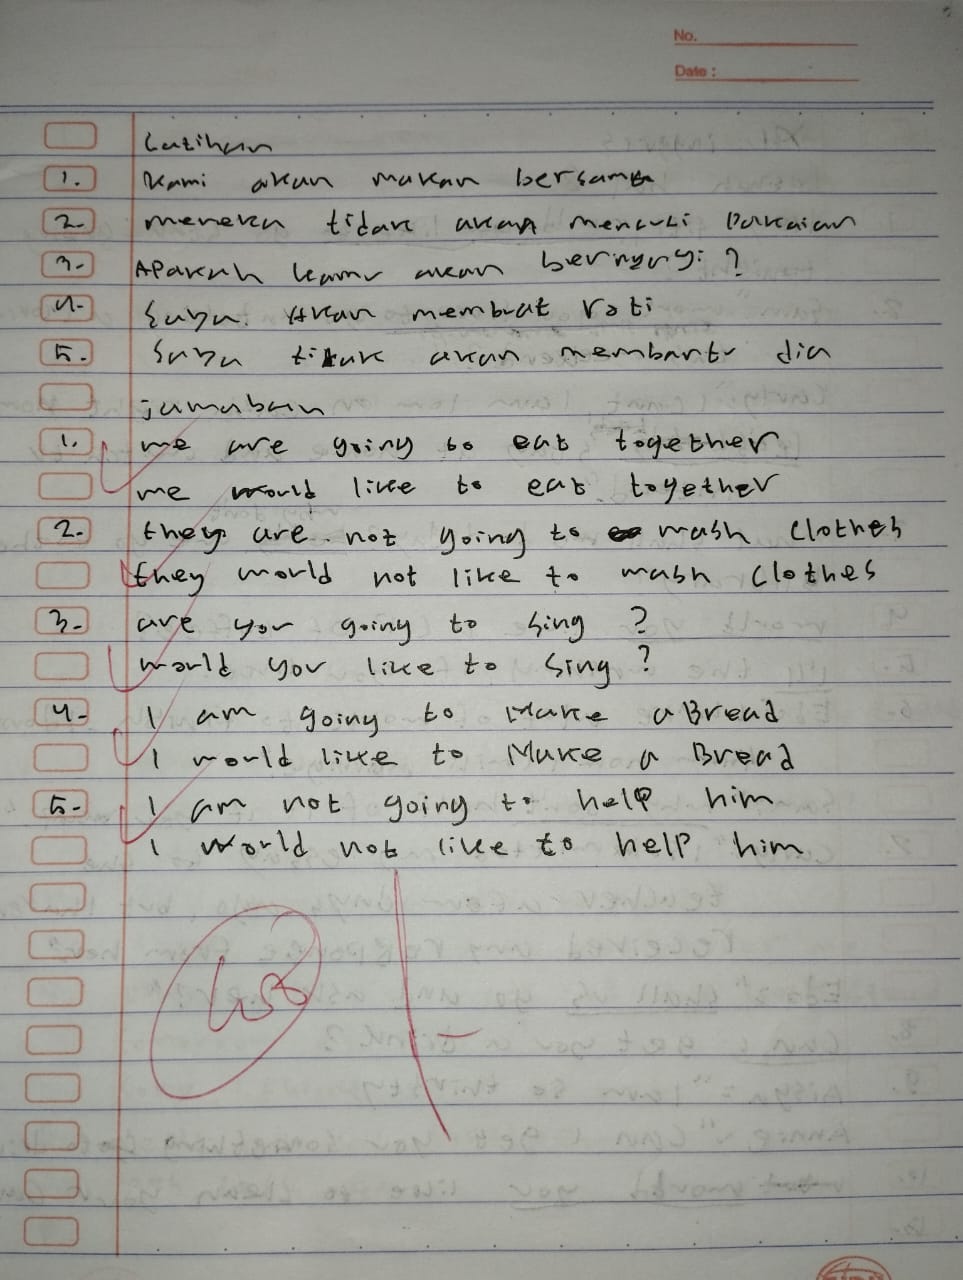 No.
Date :
Latihan
1. Kami akan makan bersama
2. mereka tidak akan mencuci Pakaian
3. APakah kamu akan bernyanyi ?
4. Saya Akan membuat roti
5. Saya tidak akan membantu dia
jawaban
1. we are going to eat together
we would like to eat together
2. they are not going to wash clothes
they would not like to wash clothes
3. are you going to sing ?
would you like to sing ?
4. I am going to Make a Bread
I would like to Make a Bread
5. I am not going to help him
I would not like to help him